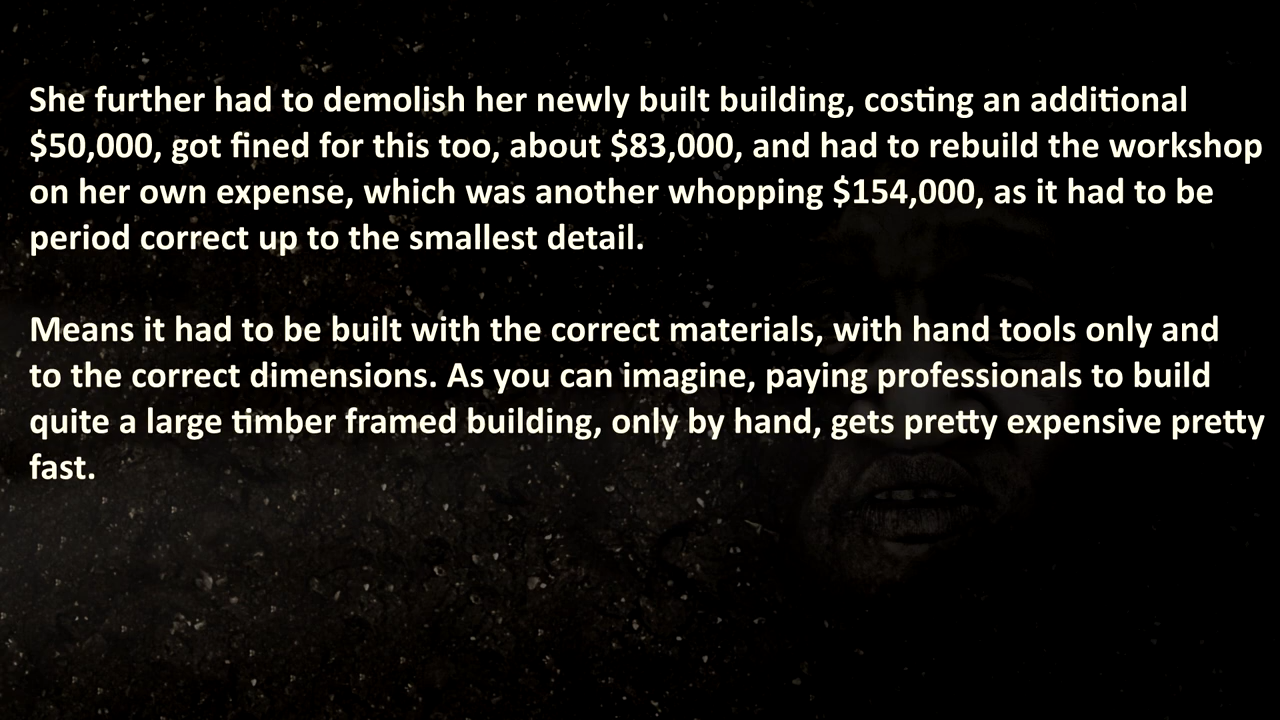 She further had to demolish her newly built building, costing an additional
$50,000, got fined for this too, about $83,000, and had to rebuild the workshop
on her own expense, which was another whopping $154,000, as it had to be
period correct up to the smallest detail.
Means it had to be built with the correct materials, with hand tools only and
to the correct dimensions. As you can imagine, paying professionals to build
quite a large timber framed building, only by hand, gets pretty expensive pretty
fast.